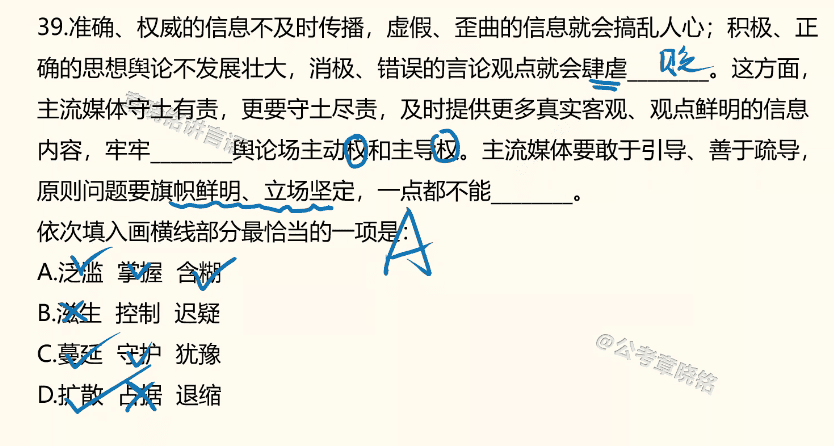 39.准确、权威的信息不及时传播，虚假、歪曲的信息就会搞乱人心；积极、正
确的思想舆论不发展壮大，消极、错误的言论观点就会肆虐________。这方面，
贬
主流媒体守土有责，更要守土尽责，及时提供更多真实客观、观点鲜明的信息
内容，牢牢________舆论场主动权和主导权。主流媒体要敢于引导、善于疏导，
原则问题要旗帜鲜明、立场坚定，一点都不能________。
依次填入画横线部分最恰当的一项是：
A
A.泛滥 掌握 含糊
B.滋生 控制 迟疑
C.蔓延 守护 犹豫
D.扩散 占据 退缩
@公考章晓铭